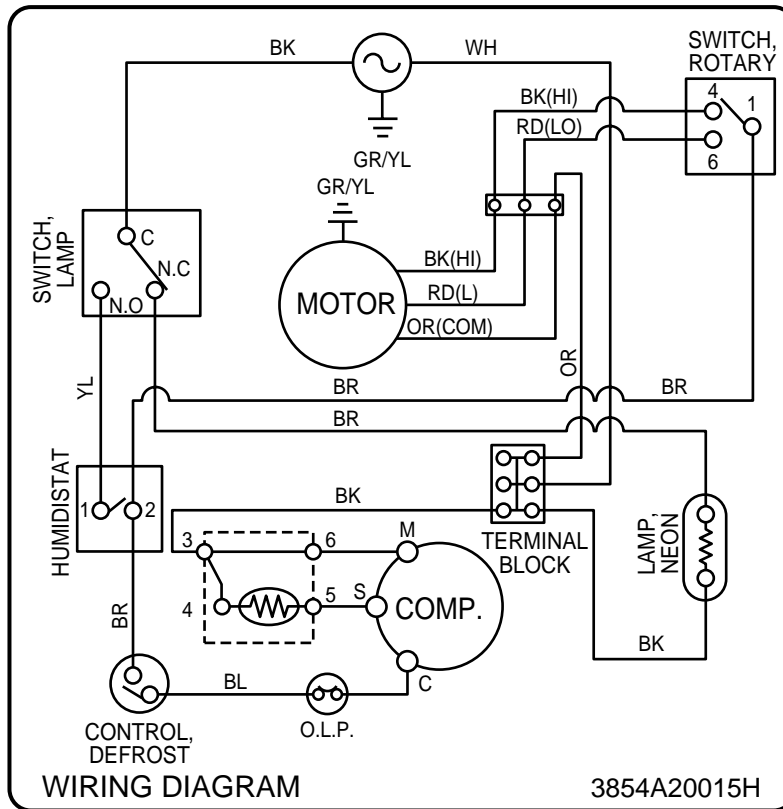 BK
WH
SWITCH,
ROTARY
BK(HI)
4
1
RD(LO)
6
GR/YL
GR/YL
SWITCH,
LAMP
C
N.C
N.O
BK(HI)
MOTOR
RD(L)
OR(COM)
OR
YL
BR
BR
BR
HUMIDISTAT
1
2
BK
TERMINAL
BLOCK
LAMP,
NEON
3
6
M
4
5
S
COMP.
C
BR
BK
BL
O.L.P.
CONTROL,
DEFROST
WIRING DIAGRAM
3854A20015H